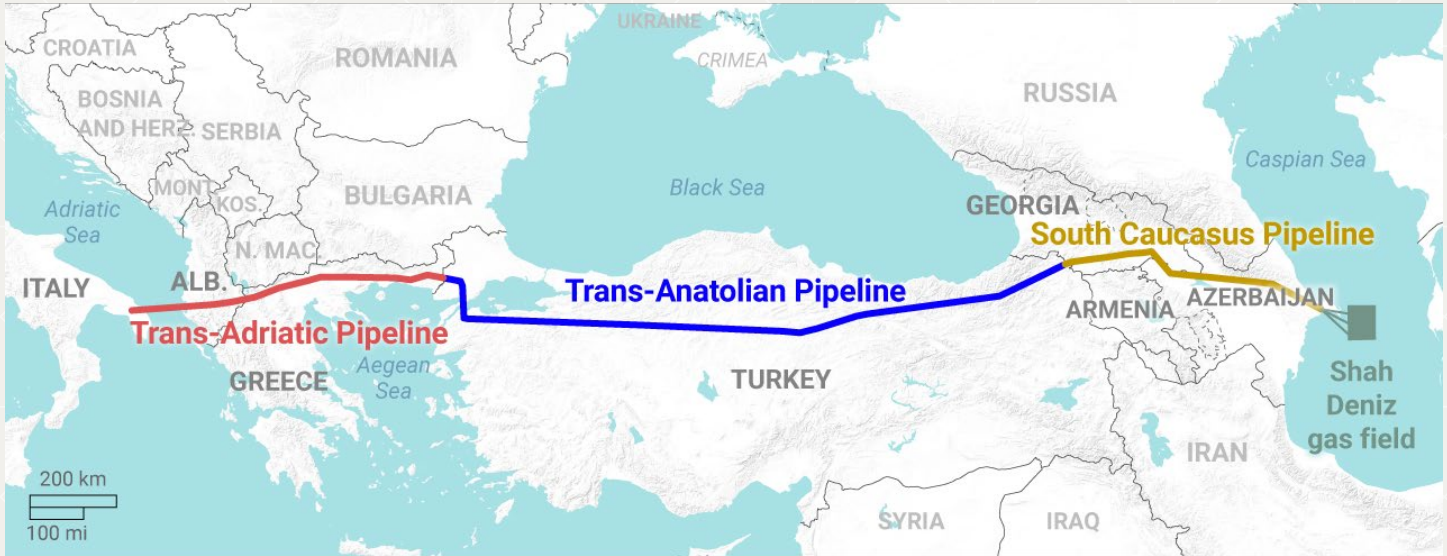 UKRAINE
CROATIA
ROMANIA
CRIMEA
RUSSIA
BOSNIA
AND HERZ.
SERBIA
Caspian Sea
MONT.
KOS.
BULGARIA
Black Sea
Adriatic
Sea
GEORGIA
N. MAC.
South Caucasus Pipeline
ITALY
ALB.
Trans-Anatolian Pipeline
AZERBAIJAN
ARMENIA
Trans-Adriatic Pipeline
Aegean
Sea
GREECE
TURKEY
Shah
Deniz
gas field
IRAN
200 km
100 mi
SYRIA
IRAQ